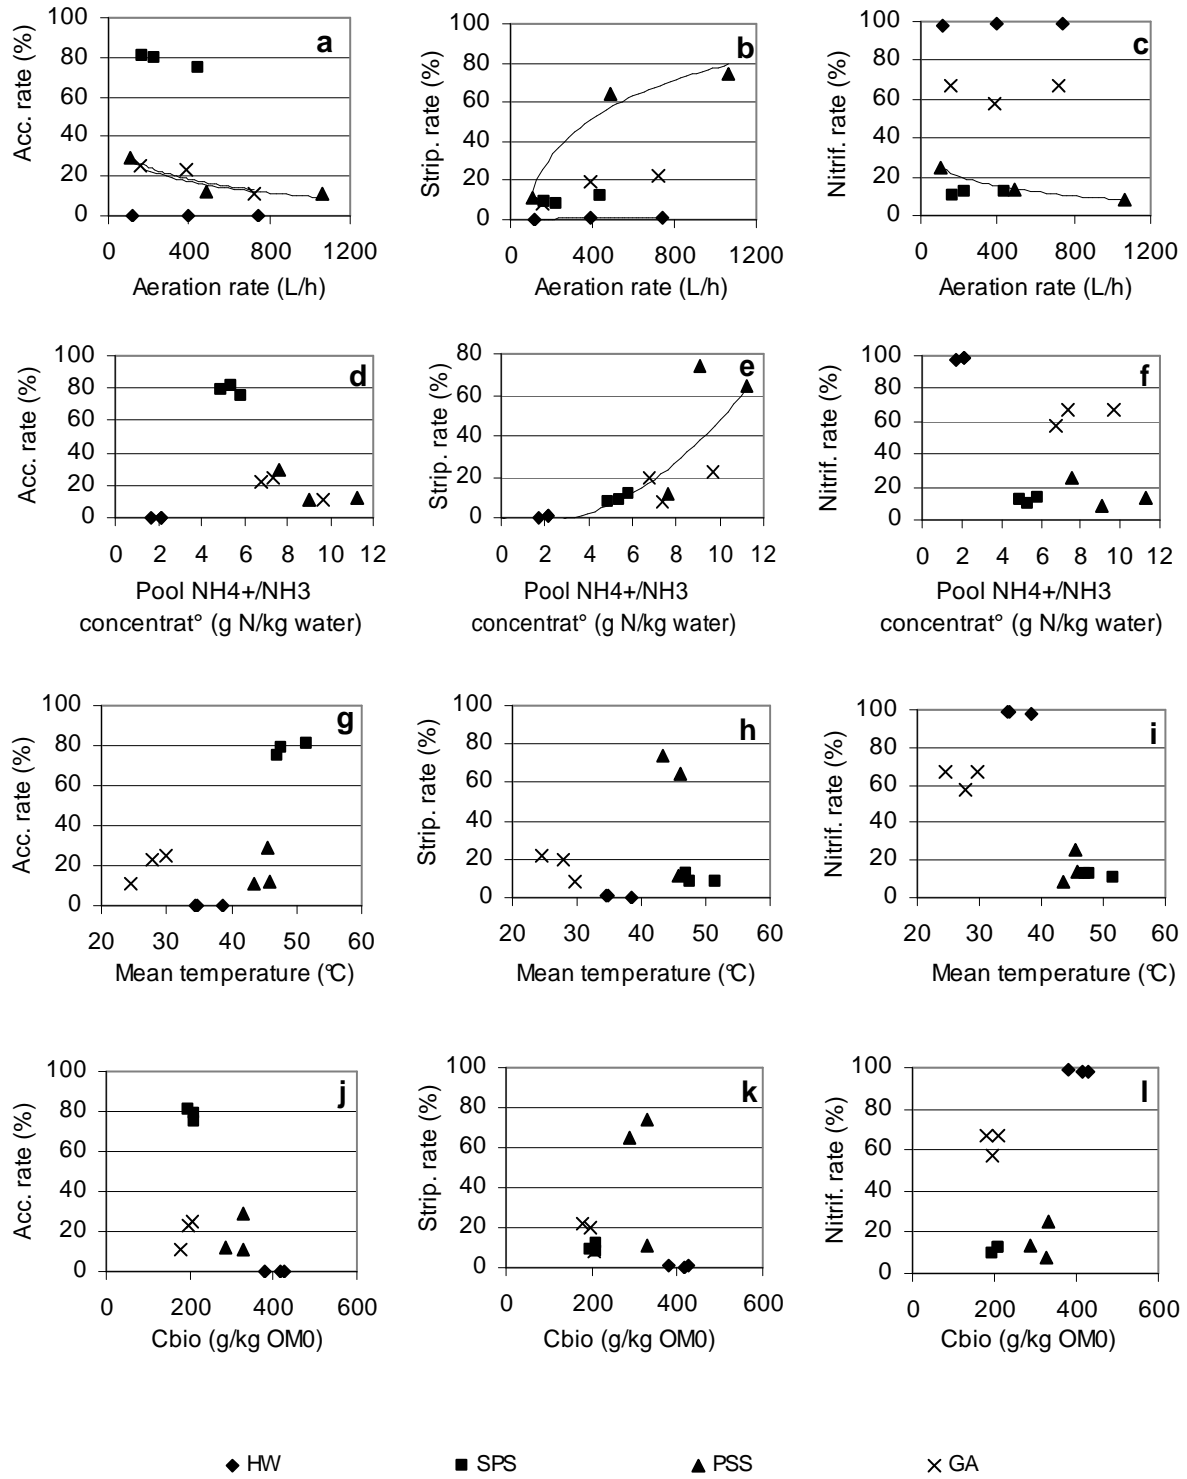 a
Acc. rate (%)
100
80
60
40
20
0
0 400 800 1200
Aeration rate (L/h)
b
Strip. rate (%)
100
80
60
40
20
0
0 400 800 1200
Aeration rate (L/h)
c
Nitrif. rate (%)
100
80
60
40
20
0
0 400 800 1200
Aeration rate (L/h)
d
Acc. rate (%)
100
80
60
40
20
0
0 2 4 6 8 10 12
Pool NH4+/NH3
concentrat° (g N/kg water)
e
Strip. rate (%)
80
60
40
20
0
0 2 4 6 8 10 12
Pool NH4+/NH3
concentrat° (g N/kg water)
f
Nitrif. rate (%)
100
80
60
40
20
0
0 2 4 6 8 10 12
Pool NH4+/NH3
concentrat° (g N/kg water)
g
Acc. rate (%)
100
80
60
40
20
0
20 30 40 50 60
Mean temperature (°C)
h
Strip. rate (%)
100
80
60
40
20
0
20 30 40 50 60
Mean temperature (°C)
i
Nitrif. rate (%)
100
80
60
40
20
0
20 30 40 50 60
Mean temperature (°C)
j
Acc. rate (%)
100
80
60
40
20
0
0 200 400 600
Cbio (g/kg OM0)
k
Strip. rate (%)
100
80
60
40
20
0
0 200 400 600
Cbio (g/kg OM0)
l
Nitrif. rate (%)
100
80
60
40
20
0
0 200 400 600
Cbio (g/kg OM0)
HW SPS PSS GA